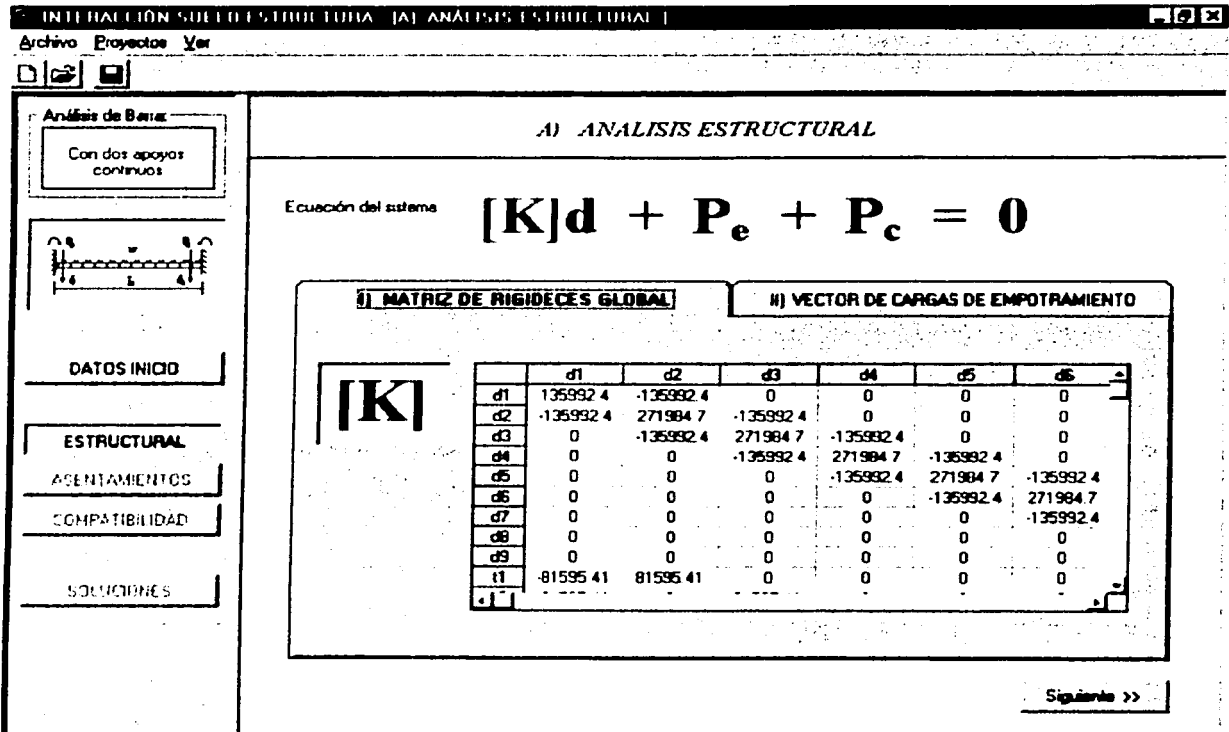 INTERACCIÓN SUELO ESTRUCTURA [A] ANÁLISIS ESTRUCTURAL ]
Archivo Proyectos Ver
Análisis de Barras
Con dos apoyos
continuos
w
L
DATOS INICIO
ESTRUCTURAL
ASENTAMIENTOS
COMPATIBILIDAD
SOLUCIONES
A) ANALISIS ESTRUCTURAL
Ecuación del sistema [K]d + Pe + Pc = 0
I) MATRIZ DE RIGIDECES GLOBAL II) VECTOR DE CARGAS DE EMPOTRAMIENTO
[K]
d1 d2 d3 d4 d5 d6
d1 135992.4 -135992.4 0 0 0 0
d2 -135992.4 271984.7 -135992.4 0 0 0
d3 0 -135992.4 271984.7 -135992.4 0 0
d4 0 0 -135992.4 271984.7 -135992.4 0
d5 0 0 0 -135992.4 271984.7 -135992.4
d6 0 0 0 0 -135992.4 271984.7
d7 0 0 0 0 0 -135992.4
d8 0 0 0 0 0 0
d9 0 0 0 0 0 0
t1 -81595.41 81595.41 0 0 0 0
Siguiente >>